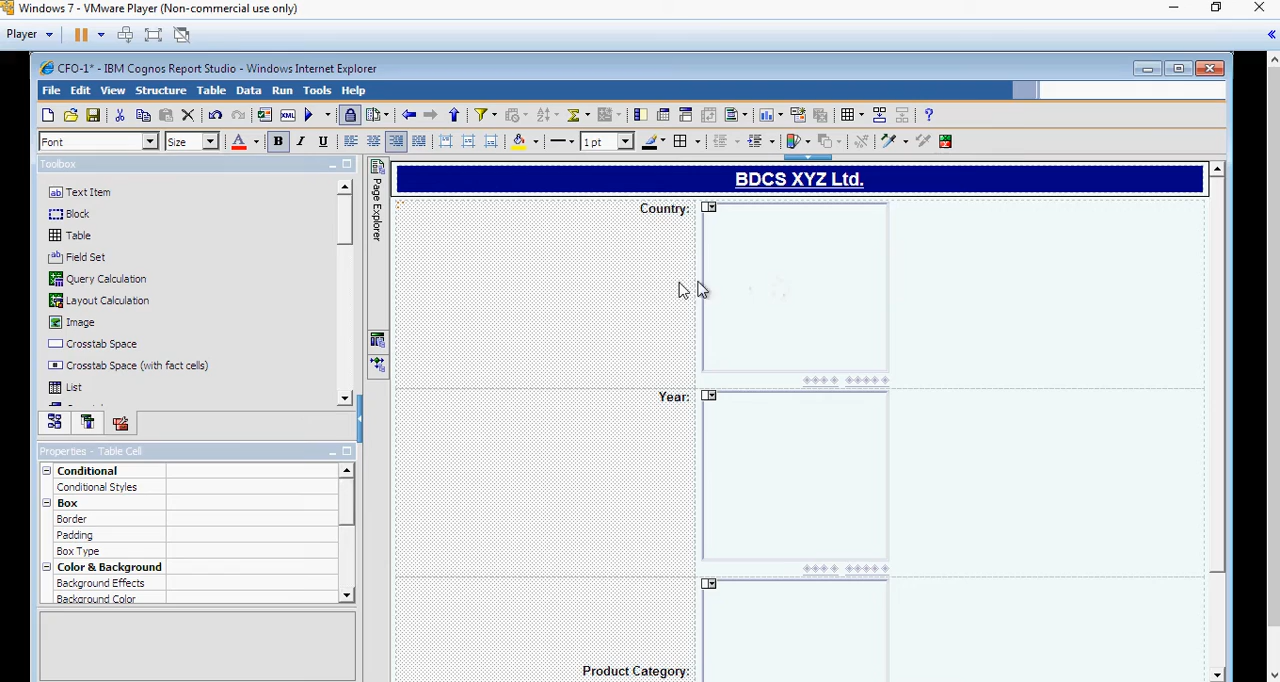 Windows 7 - VMware Player (Non-commercial use only)
Player
CFO-1* - IBM Cognos Report Studio - Windows Internet Explorer
File Edit View Structure Table Data Run Tools Help
Font Size A B I U 1 pt
Toolbox
Text Item
Block
Table
Field Set
Query Calculation
Layout Calculation
Image
Crosstab Space
Crosstab Space (with fact cells)
List
Properties - Table Cell
Conditional
Conditional Styles
Box
Border
Padding
Box Type
Color & Background
Background Effects
Background Color
Page Explorer
BDCS XYZ Ltd.
Country:
Year:
Product Category: